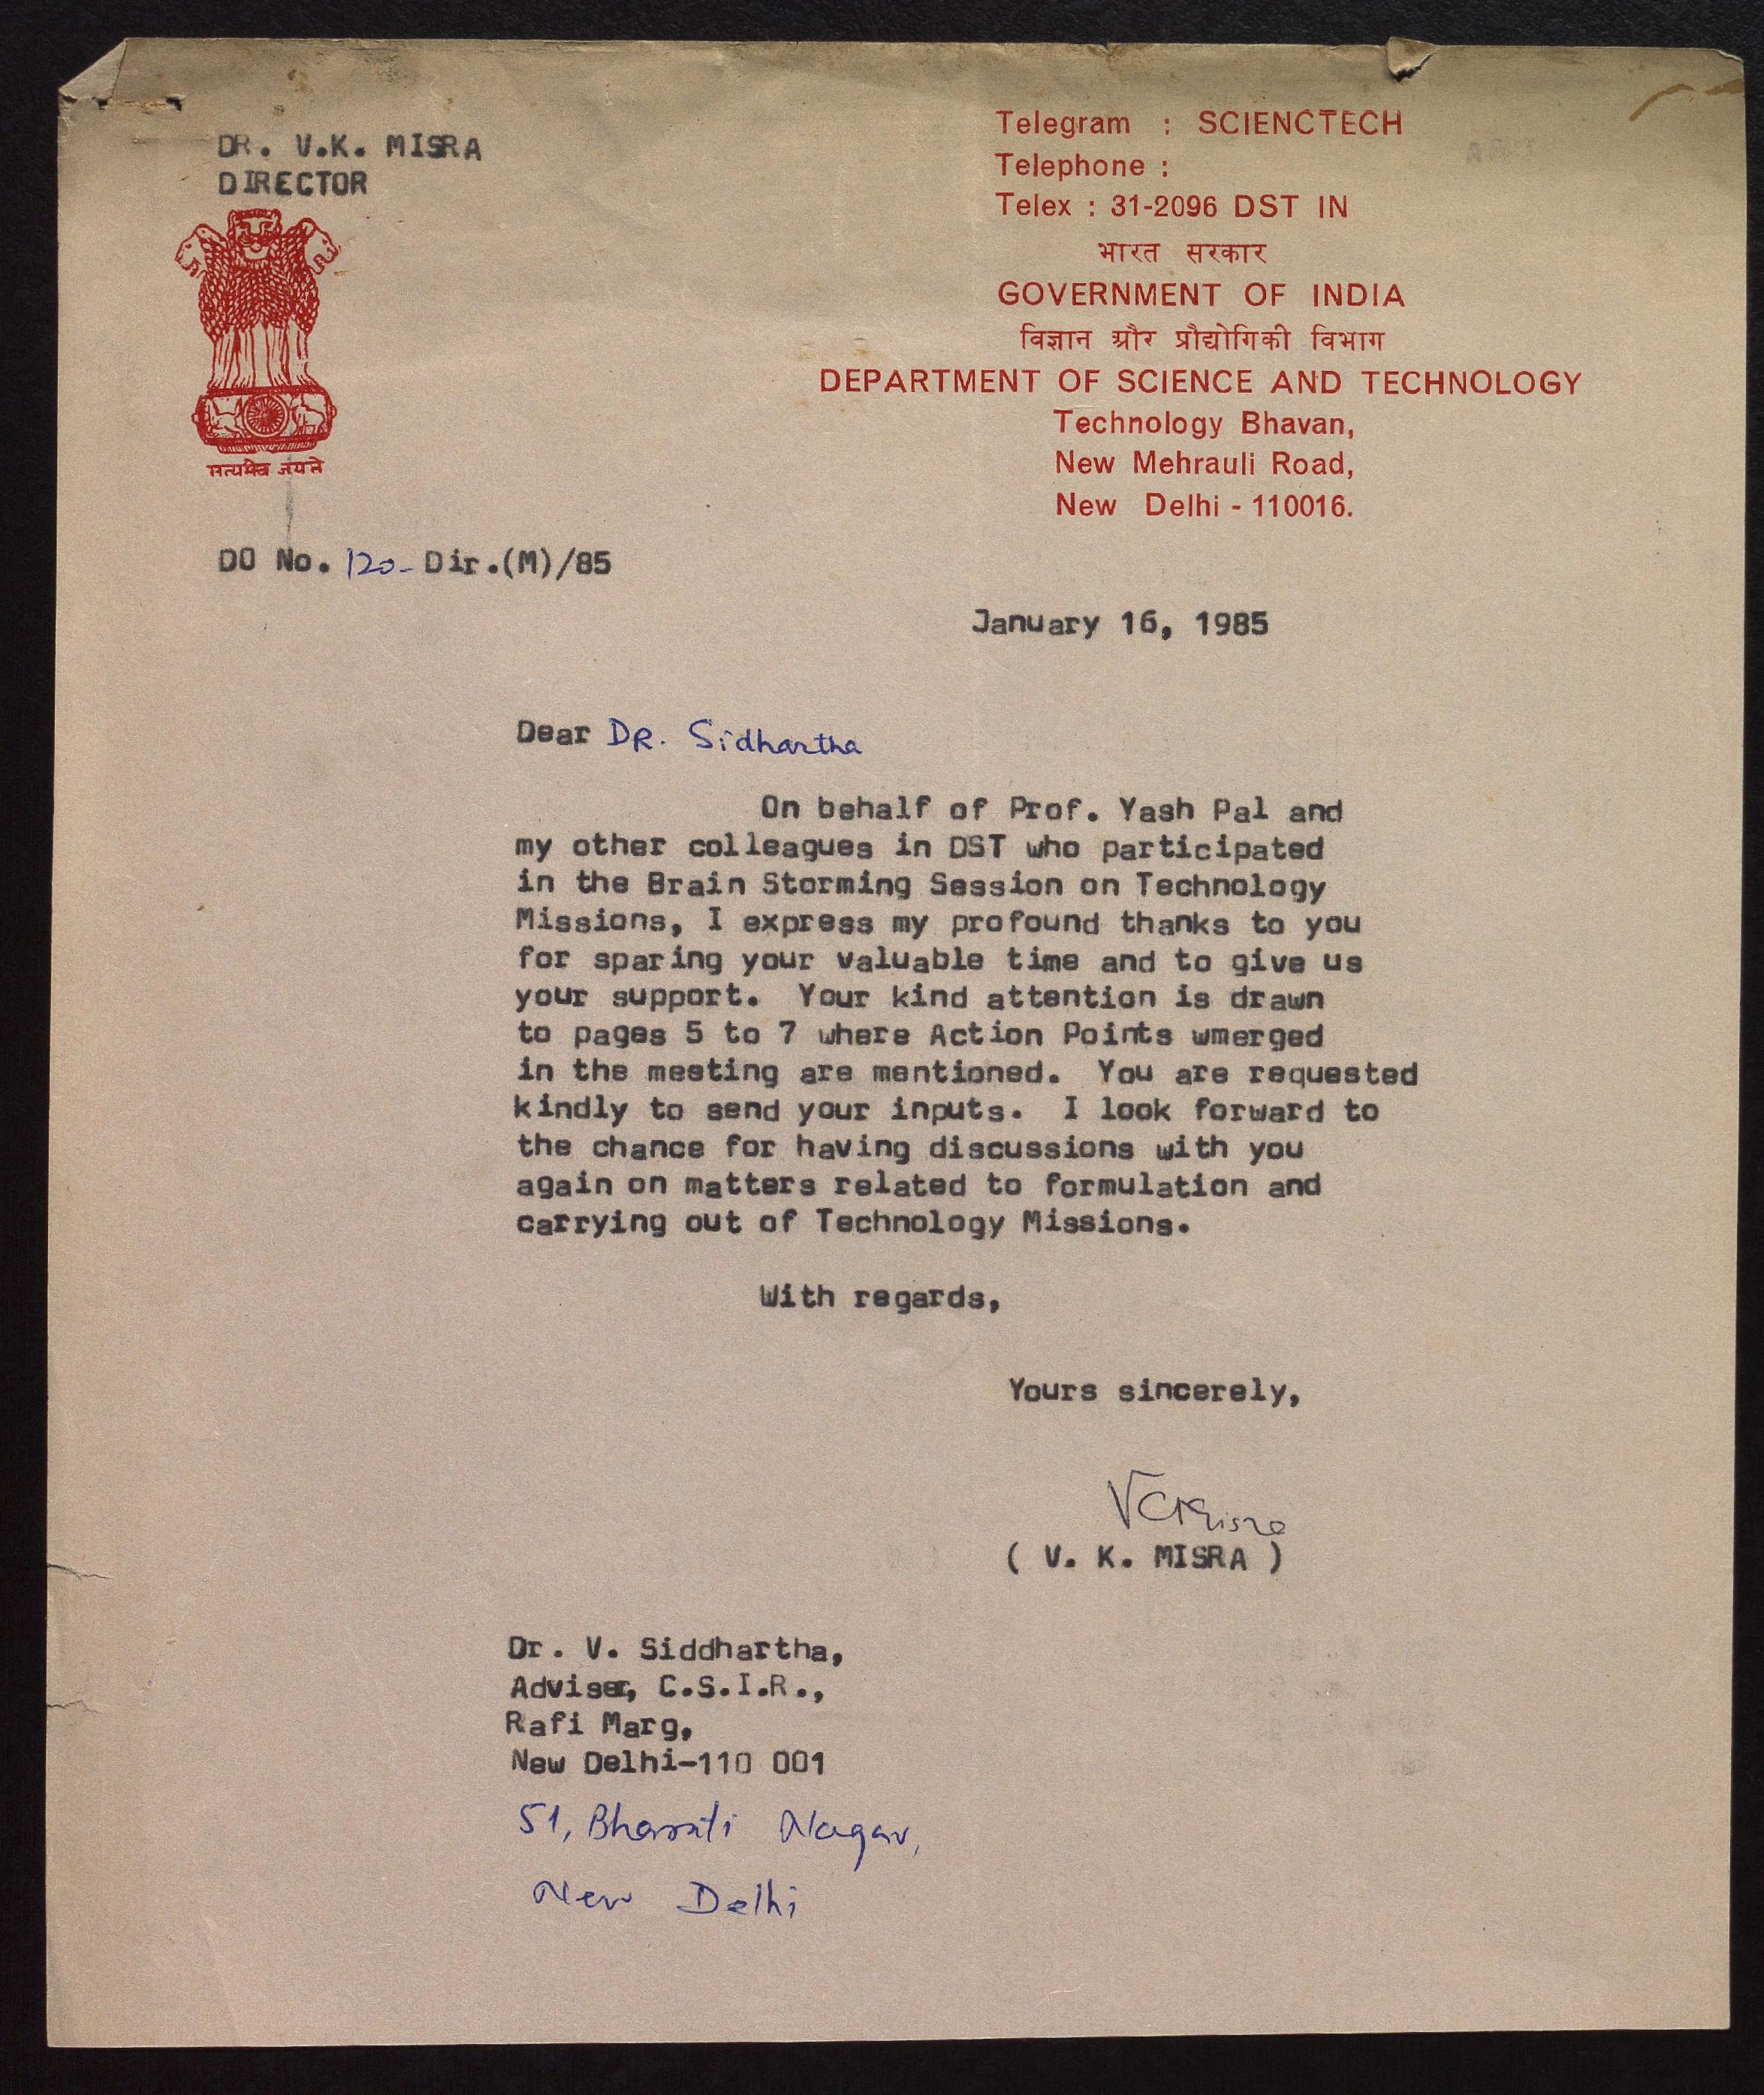 DR. V.K. MISRA
DIRECTOR
सत्यमेव जयते
Telegram : SCIENCTECH
Telephone :
Telex : 31-2096 DST IN
भारत सरकार
GOVERNMENT OF INDIA
विज्ञान ग्रौर प्रौद्योगिकी विभाग
DEPARTMENT OF SCIENCE AND TECHNOLOGY
Technology Bhavan,
New Mehrauli Road,
New Delhi - 110016.
DO No. 120-Dir.(M)/85
January 16, 1985
Dear DR. Sidhartha
On behalf of Prof. Yash Pal and
my other colleagues in DST who participated
in the Brain Storming Session on Technology
Missions, I express my profound thanks to you
for sparing your valuable time and to give us
your support. Your kind attention is drawn
to pages 5 to 7 where Action Points wmerged
in the meeting are mentioned. You are requested
kindly to send your inputs. I look forward to
the chance for having discussions with you
again on matters related to formulation and
carrying out of Technology Missions.
With regards,
Yours sincerely,
VKMisra
( V. K. MISRA )
Dr. V. Siddhartha,
Adviser, C.S.I.R.,
Rafi Marg,
New Delhi-110 001
51, Bharati Nagar,
New Delhi